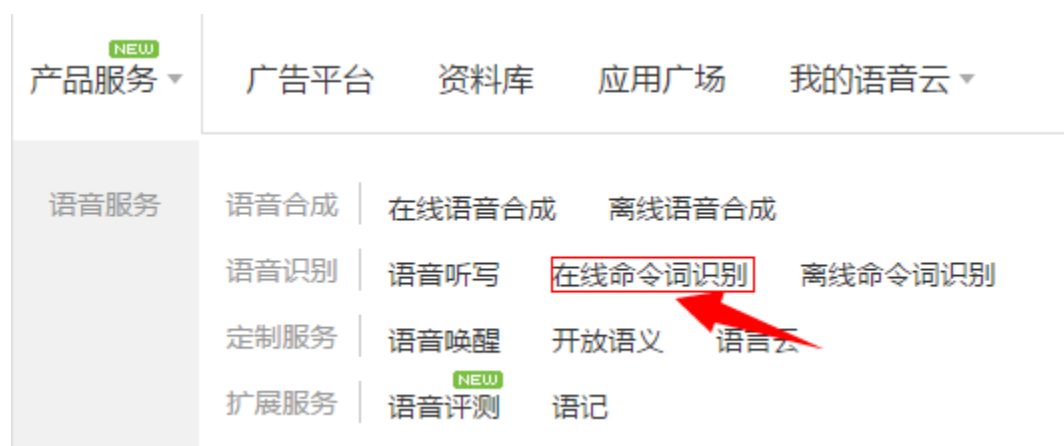 NEW
产品服务 广告平台 资料库 应用广场 我的语音云
语音服务 语音合成 在线语音合成 离线语音合成
语音识别 语音听写 在线命令词识别 离线命令词识别
定制服务 语音唤醒 开放语义 语言云
NEW
扩展服务 语音评测 语记